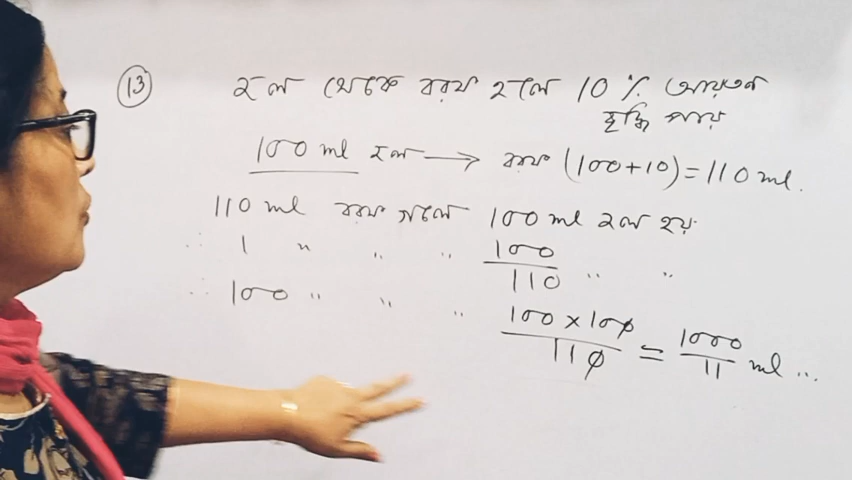 (13) জল থেকে বরফ হলে 10 % আয়তন
বৃদ্ধি পায়
100 ml জল → বরফ (100+10) = 110 ml.
110 ml বরফ গলে 100 ml জল হয়
∴ 1 " " " 100/110 " "
∴ 100 " " " 100 × 100/110 = 1000/11 ml ...